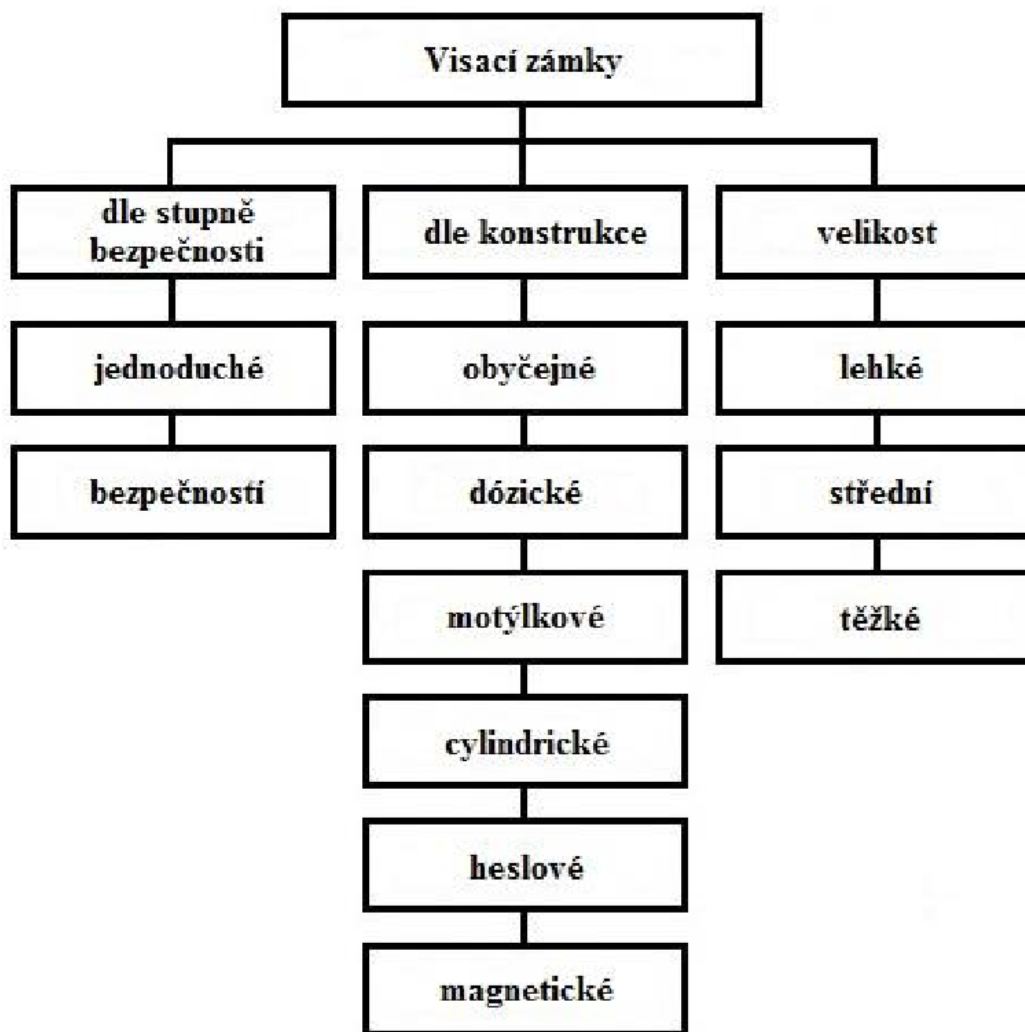 Visací zámky
dle stupně
bezpečnosti
jednoduché
bezpečností
dle konstrukce
obyčejné
dózické
motýlkové
cylindrické
heslové
magnetické
velikost
lehké
střední
těžké